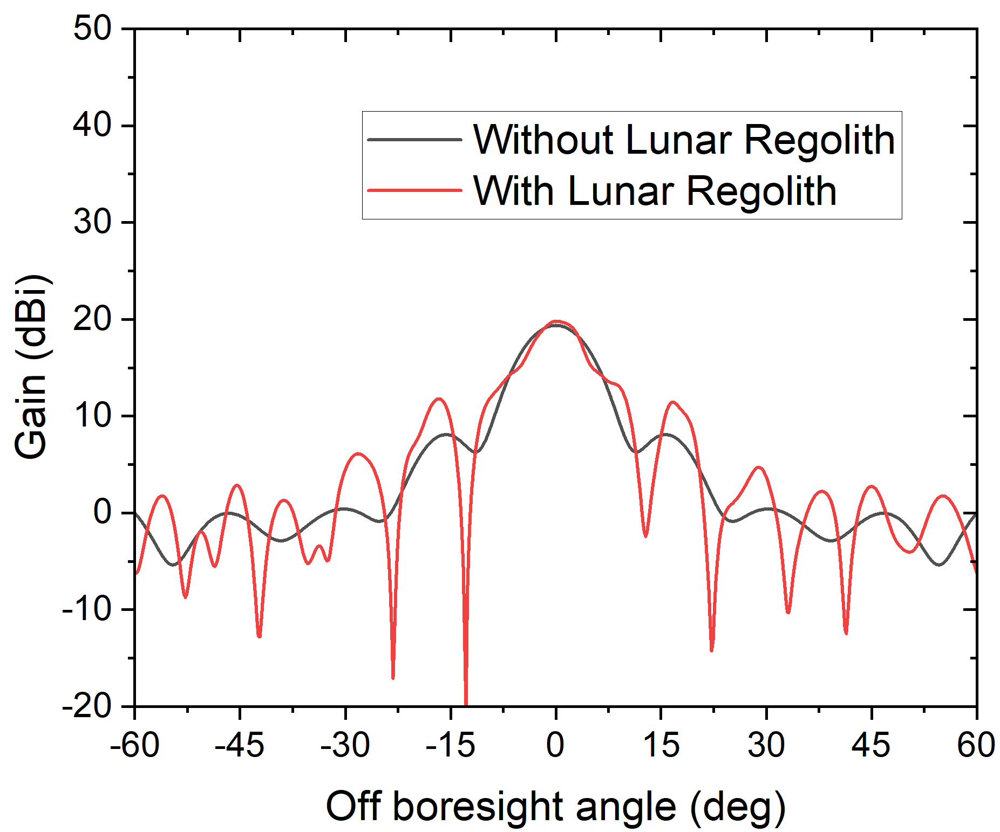 50
40
30
20
10
0
-10
-20
Gain (dBi)
Without Lunar Regolith
With Lunar Regolith
-60 -45 -30 -15 0 15 30 45 60
Off boresight angle (deg)